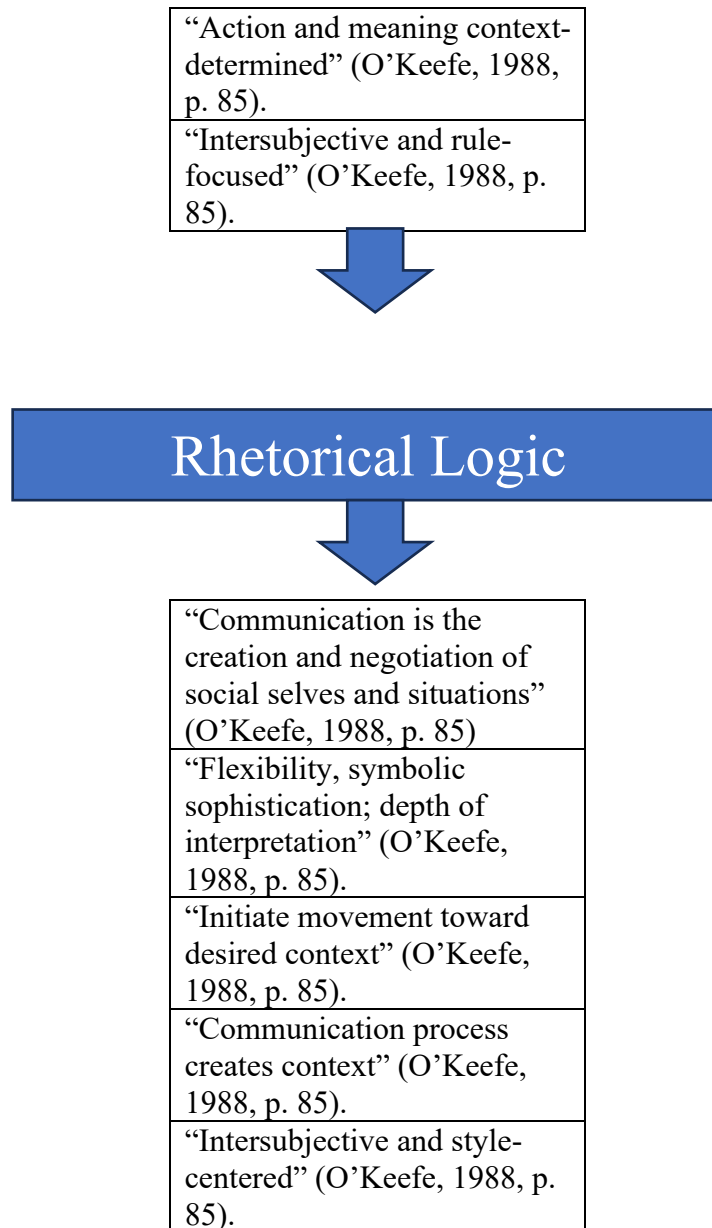 “Action and meaning context-
determined” (O’Keefe, 1988,
p. 85).
“Intersubjective and rule-
focused” (O’Keefe, 1988, p.
85).
Rhetorical Logic
“Communication is the
creation and negotiation of
social selves and situations”
(O’Keefe, 1988, p. 85)
“Flexibility, symbolic
sophistication; depth of
interpretation” (O’Keefe,
1988, p. 85).
“Initiate movement toward
desired context” (O’Keefe,
1988, p. 85).
“Communication process
creates context” (O’Keefe,
1988, p. 85).
“Intersubjective and style-
centered” (O’Keefe, 1988, p.
85).